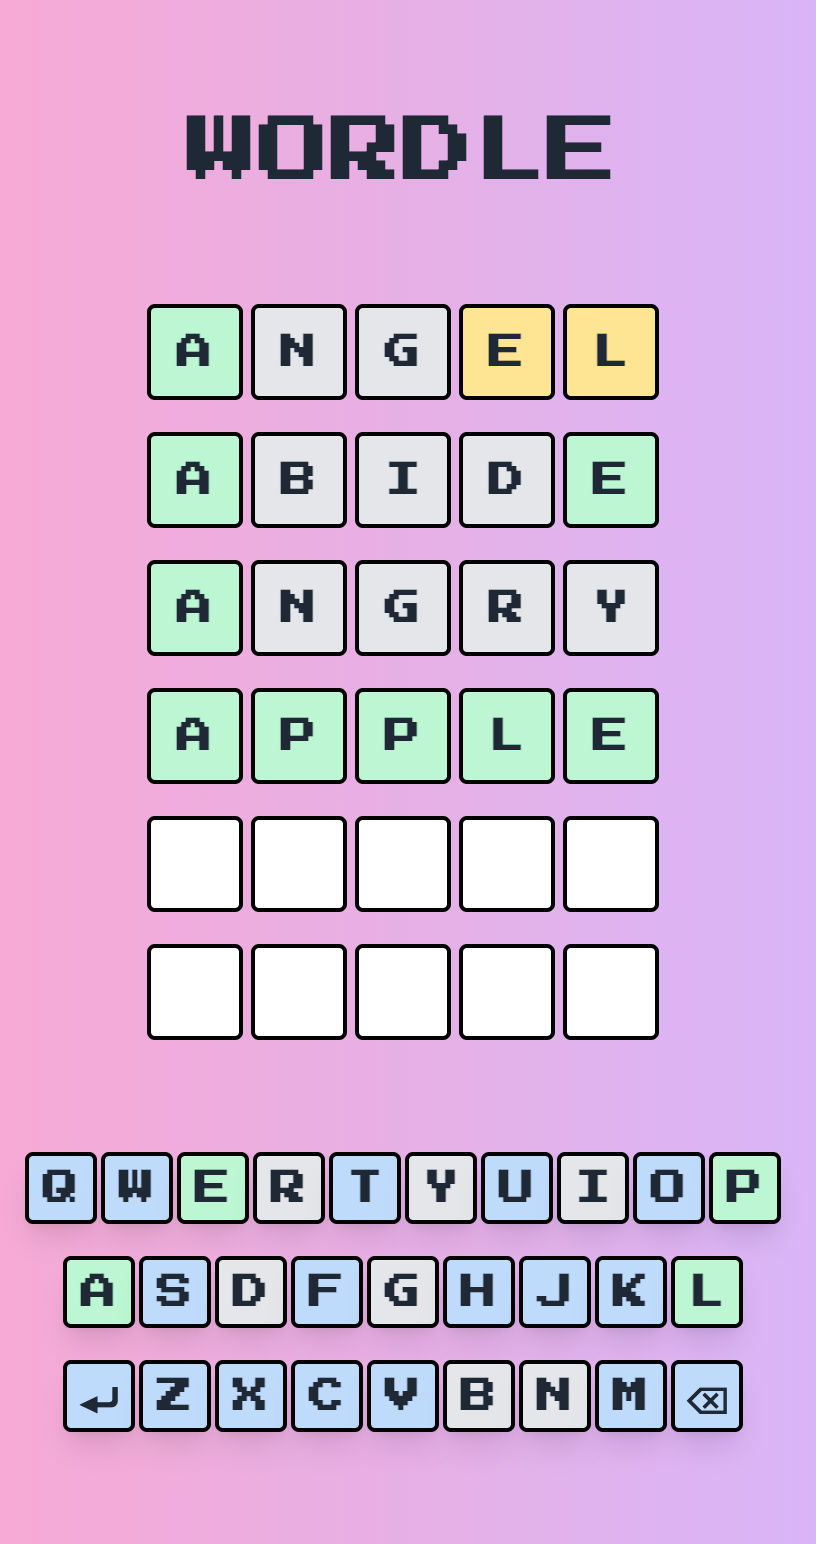 WORDLE
A N G E L
A B I D E
A N G R Y
A P P L E
Q W E R T Y U I O P
A S D F G H J K L
Z X C V B N M